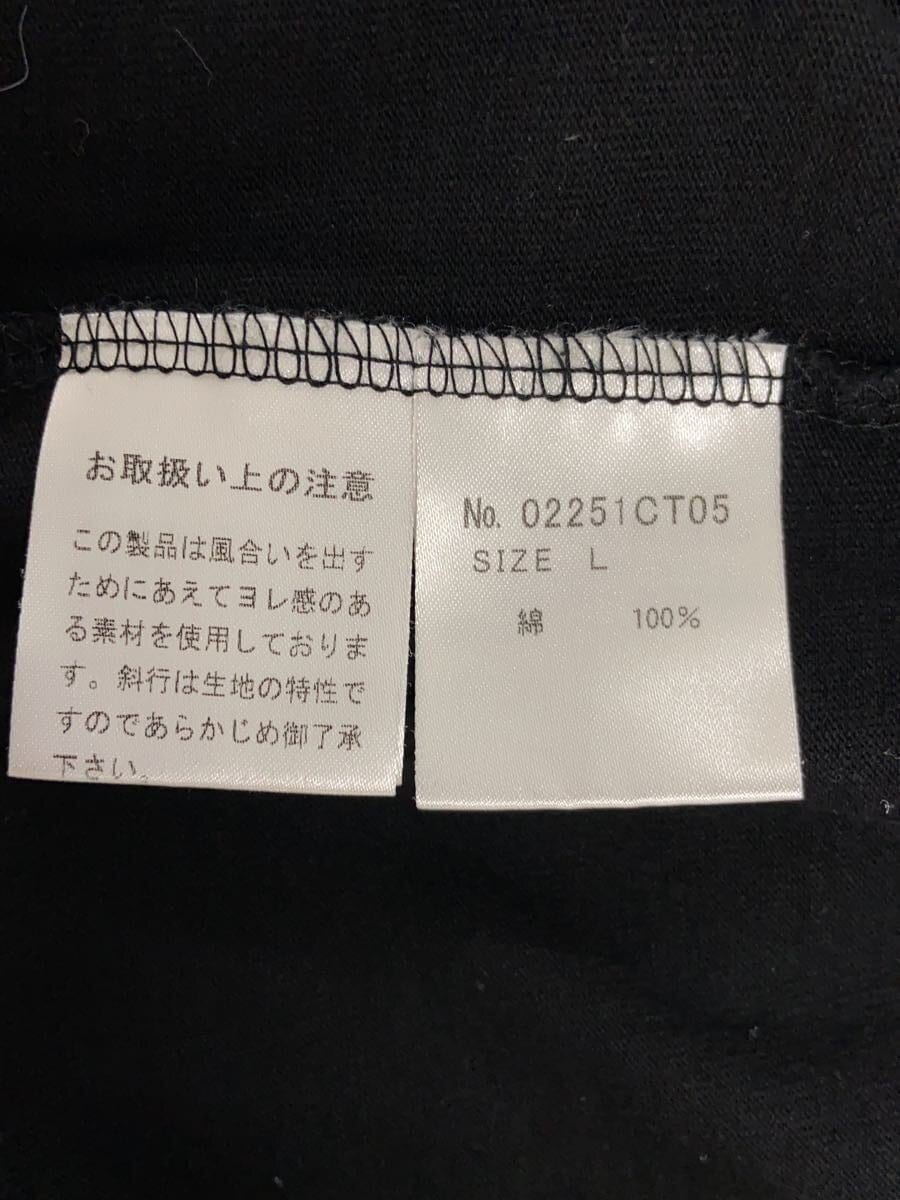 お取扱い上の注意
この製品は風合いを出す
ためにあえてヨレ感のあ
る素材を使用しておりま
す。斜行は生地の特性で
すのであらかじめ御了承
下さい。
No. 02251CT05
SIZE L
綿 100%